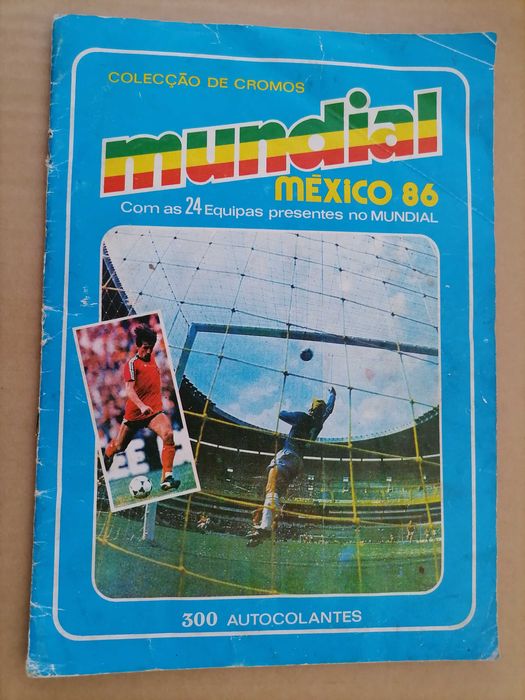 COLECÇÃO DE CROMOS
mundial
MÉXICO 86
Com as 24 Equipas presentes no MUNDIAL
300 AUTOCOLANTES